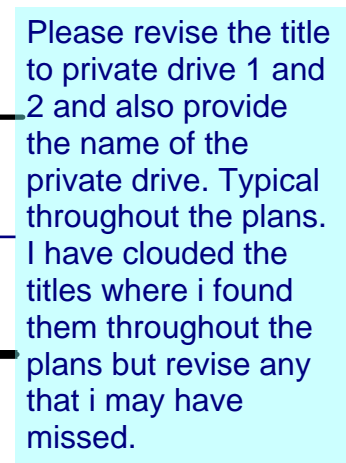 Please revise the title
to private drive 1 and
2 and also provide
the name of the
private drive. Typical
throughout the plans.
I have clouded the
titles where i found
them throughout the
plans but revise any
that i may have
missed.